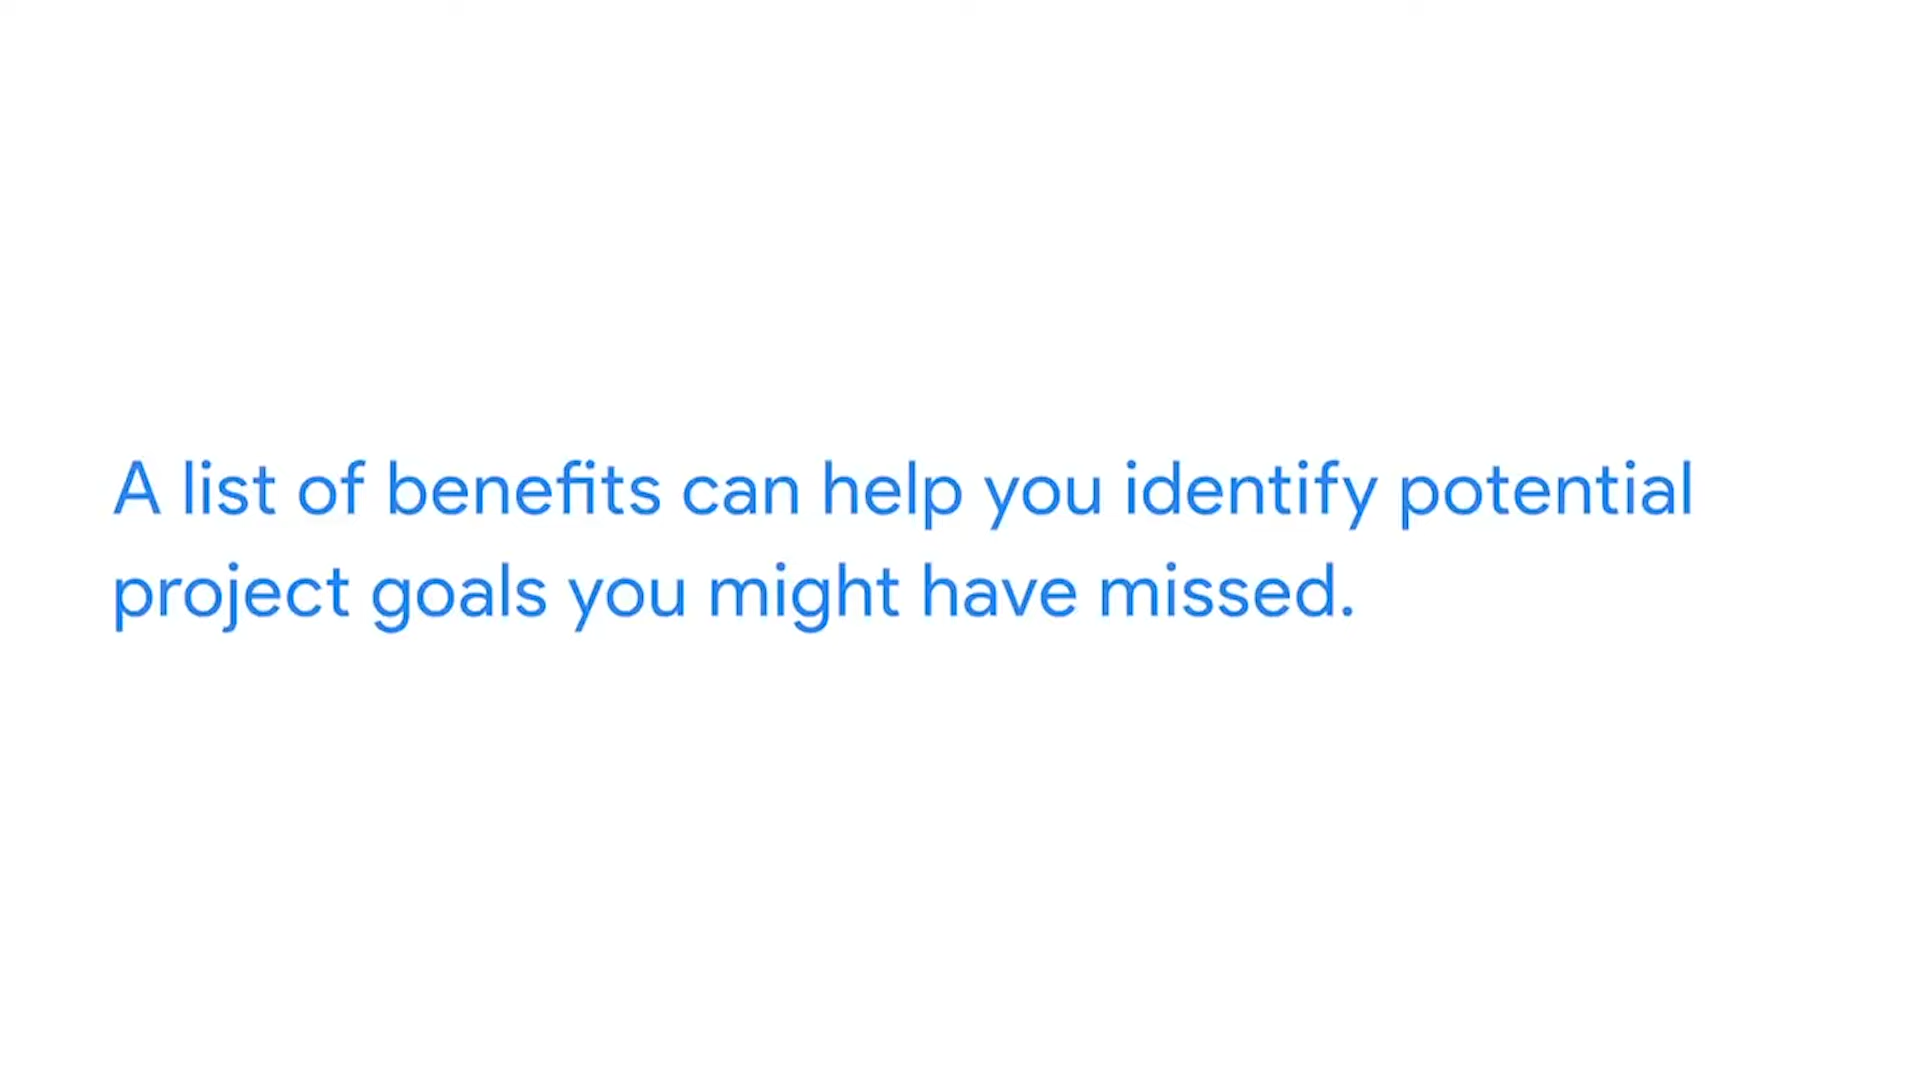 A list of benefits can help you identify potential
project goals you might have missed.